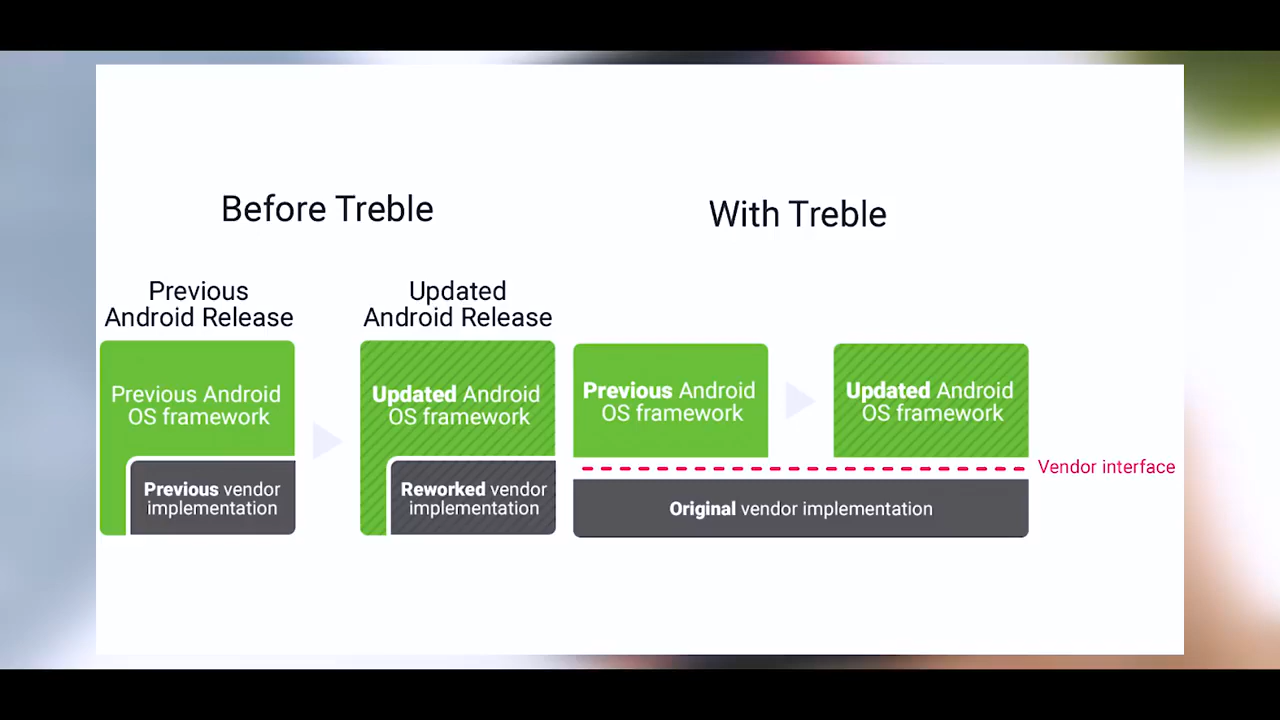 Before Treble
With Treble
Previous
Android Release
Updated
Android Release
Previous Android
OS framework
Previous vendor
implementation
Updated Android
OS framework
Reworked vendor
implementation
Previous Android
OS framework
Updated Android
OS framework
Vendor interface
Original vendor implementation